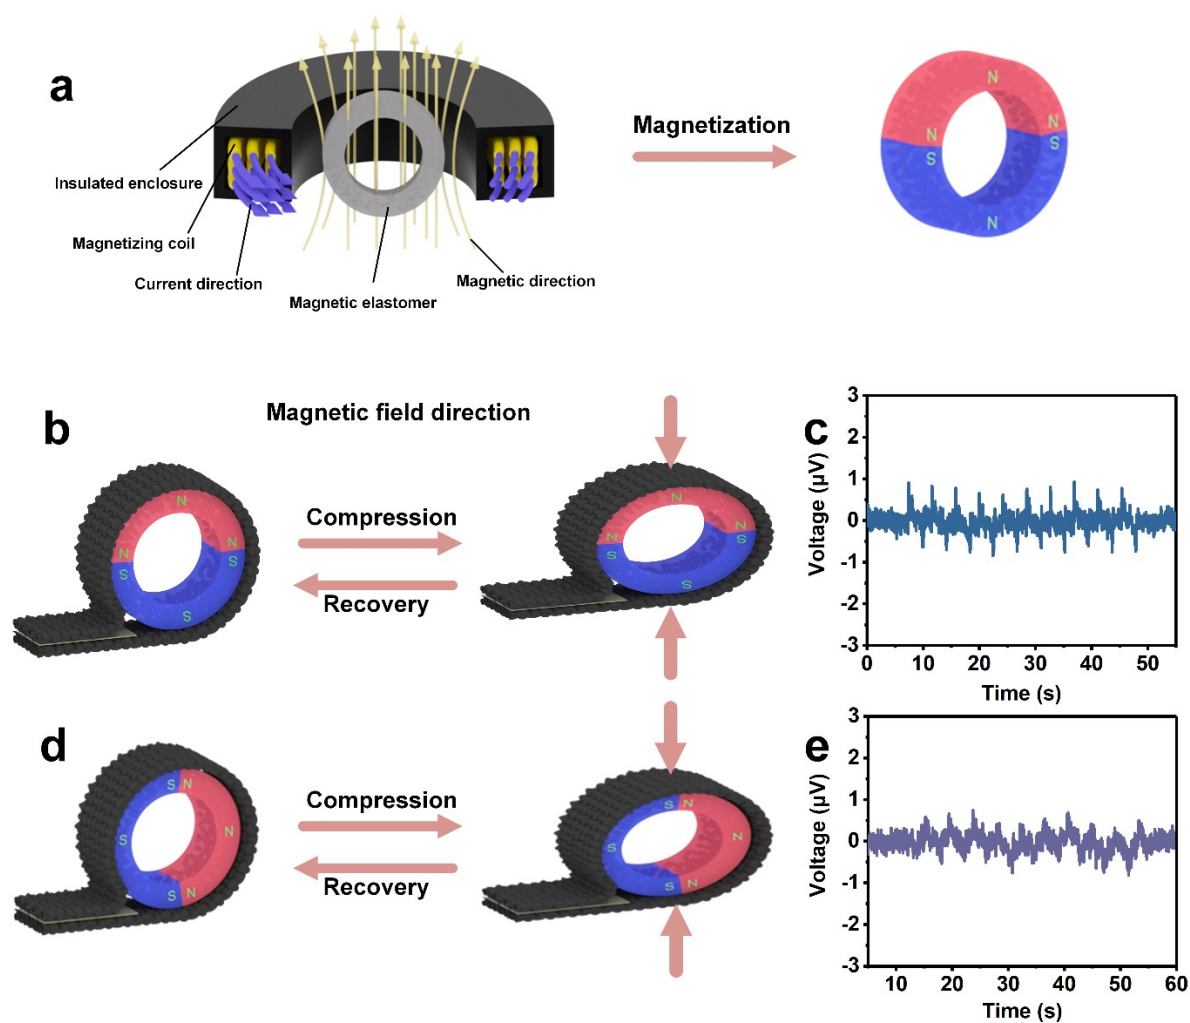 a
Insulated enclosure
Magnetizing coil
Current direction
Magnetic elastomer
Magnetic direction
Magnetization
N
N
N
S
S
N
b
Magnetic field direction
N
N
N
S
S
S
Compression
Recovery
N
N
N
S
S
S
c
Voltage (μV)
3
2
1
0
-1
-2
-3
0 10 20 30 40 50
Time (s)
d
S N
S
N
S N
Compression
Recovery
S N
S
N
S N
e
Voltage (μV)
3
2
1
0
-1
-2
-3
10 20 30 40 50 60
Time (s)